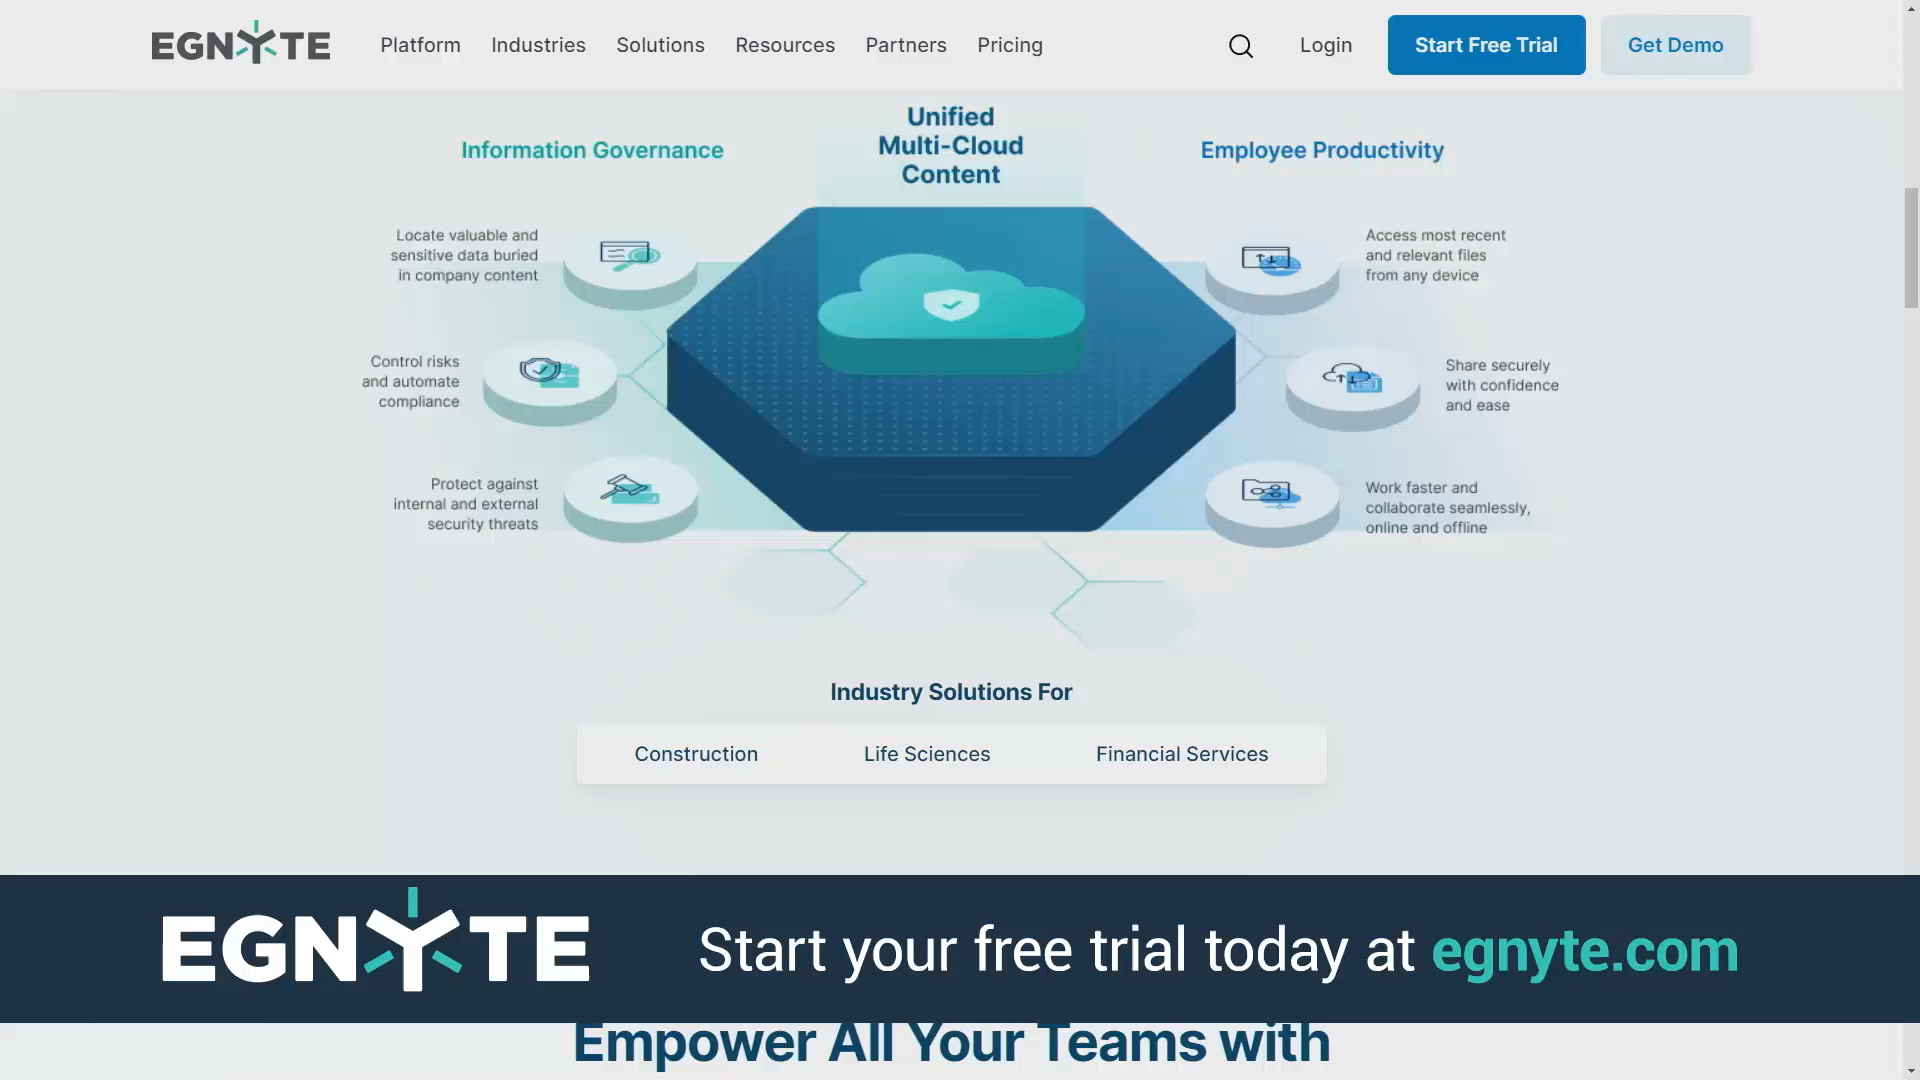 EGNYTE
Platform
Industries
Solutions
Resources
Partners
Pricing
Login
Start Free Trial
Get Demo
Information Governance
Unified
Multi-Cloud
Content
Employee Productivity
Locate valuable and
sensitive data buried
in company content
Access most recent
and relevant files
from any device
Control risks
and automate
compliance
Share securely
with confidence
and ease
Protect against
internal and external
security threats
Work faster and
collaborate seamlessly,
online and offline
Industry Solutions For
Construction
Life Sciences
Financial Services
EGNYTE
Start your free trial today at egnyte.com
Empower All Your Teams with